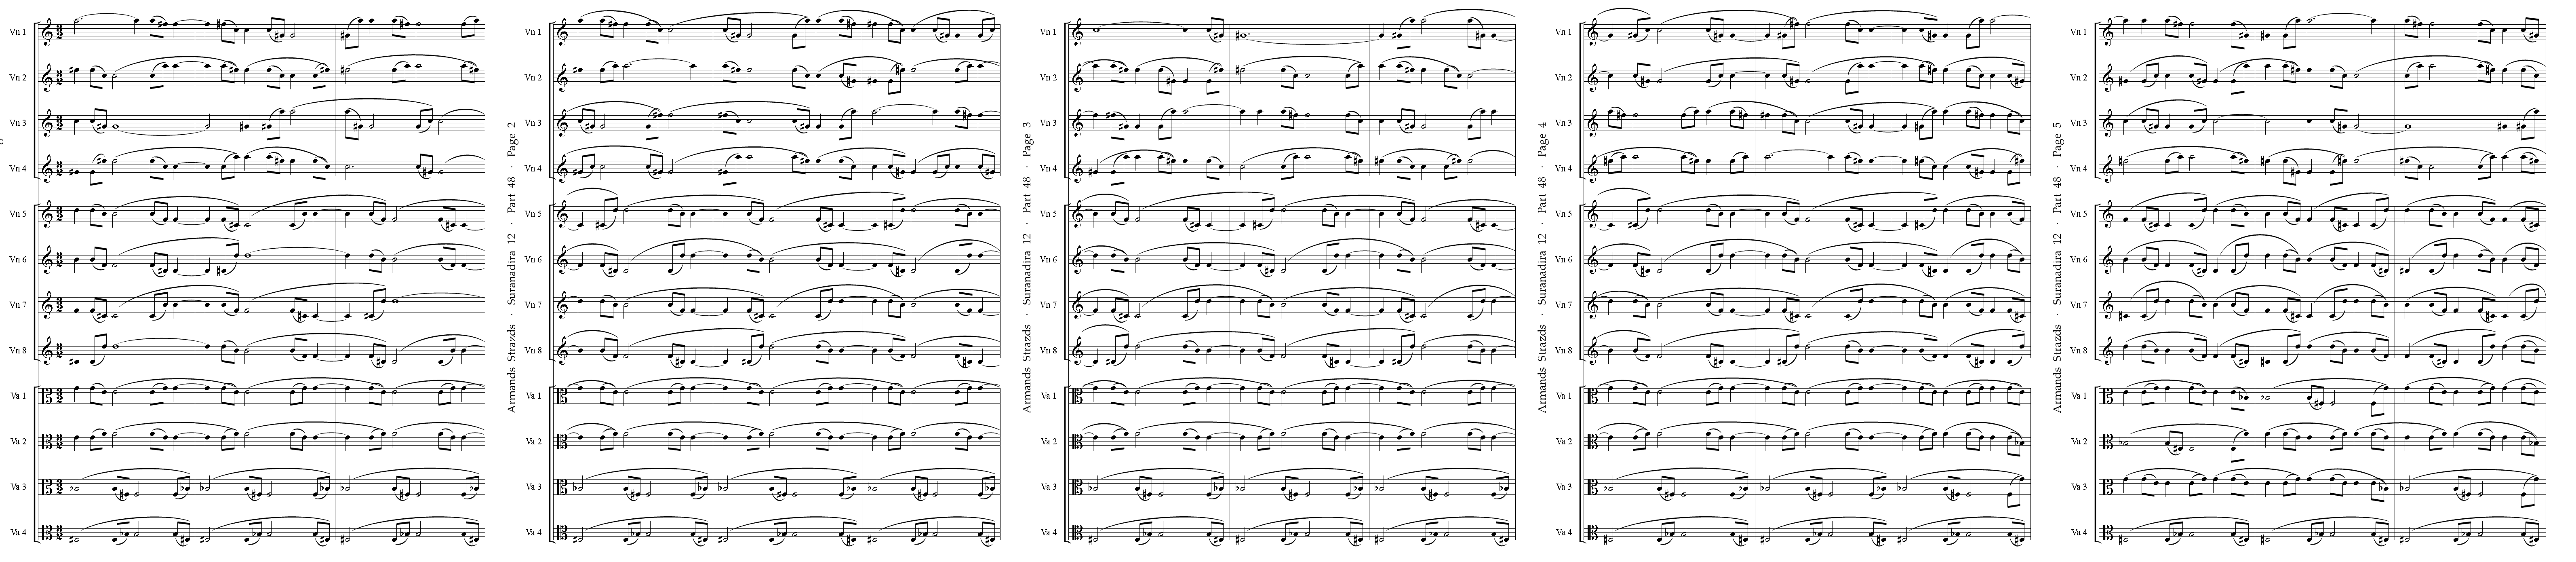 Vn 1
Vn 2
Vn 3
Vn 4
Vn 5
Vn 6
Vn 7
Vn 8
Va 1
Va 2
Va 3
Va 4
Armands Strazds · Suranadira 12 · Part 48 · Page 2
Vn 1
Vn 2
Vn 3
Vn 4
Vn 5
Vn 6
Vn 7
Vn 8
Va 1
Va 2
Va 3
Va 4
Armands Strazds · Suranadira 12 · Part 48 · Page 3
Vn 1
Vn 2
Vn 3
Vn 4
Vn 5
Vn 6
Vn 7
Vn 8
Va 1
Va 2
Va 3
Va 4
Armands Strazds · Suranadira 12 · Part 48 · Page 4
Vn 1
Vn 2
Vn 3
Vn 4
Vn 5
Vn 6
Vn 7
Vn 8
Va 1
Va 2
Va 3
Va 4
Armands Strazds · Suranadira 12 · Part 48 · Page 5
Vn 1
Vn 2
Vn 3
Vn 4
Vn 5
Vn 6
Vn 7
Vn 8
Va 1
Va 2
Va 3
Va 4